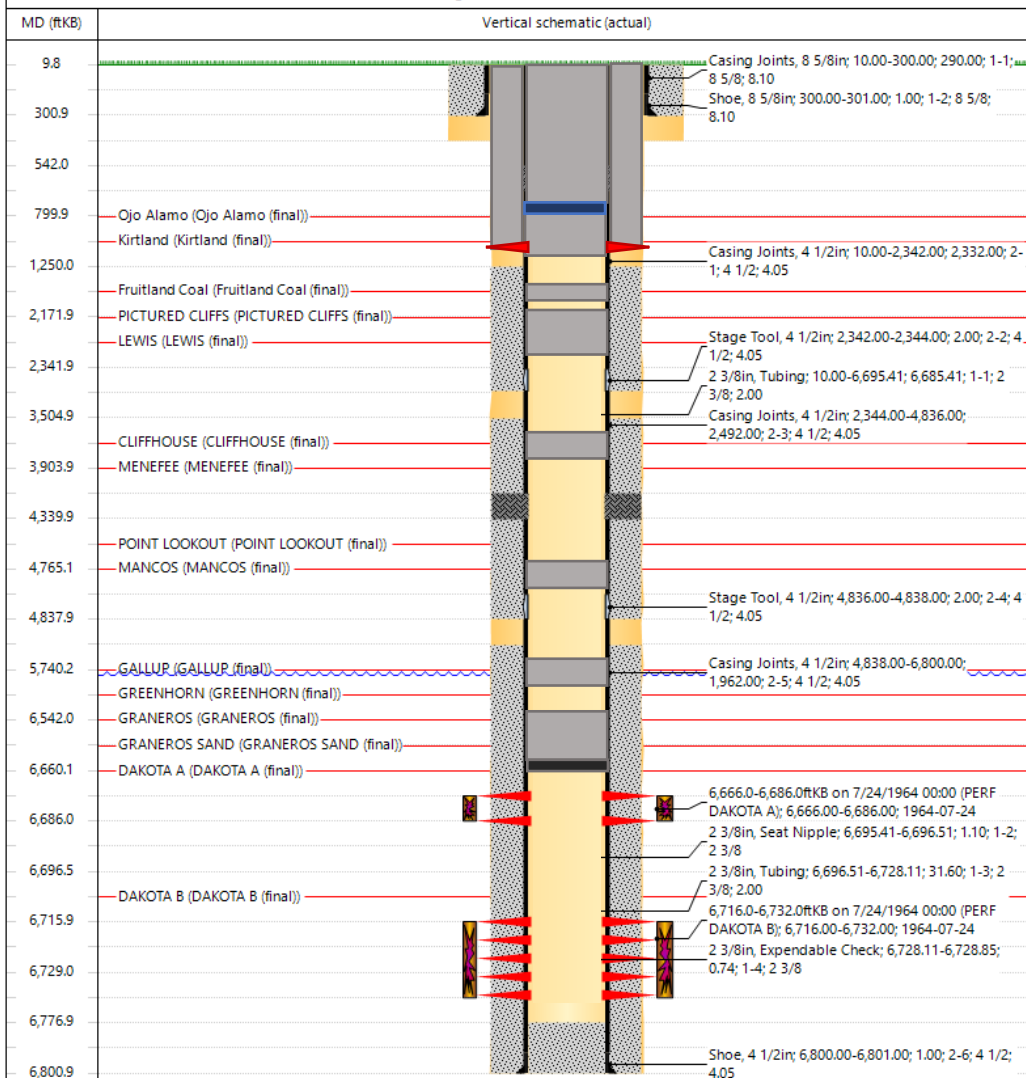 MD (ftKB)
Vertical schematic (actual)
9.8
300.9
542.0
799.9
1,250.0
2,171.9
2,341.9
3,504.9
3,903.9
4,339.9
4,765.1
4,837.9
5,740.2
6,542.0
6,660.1
6,686.0
6,696.5
6,715.9
6,729.0
6,776.9
6,800.9
Ojo Alamo (Ojo Alamo (final))
Kirtland (Kirtland (final))
Fruitland Coal (Fruitland Coal (final))
PICTURED CLIFFS (PICTURED CLIFFS (final))
LEWIS (LEWIS (final))
CLIFFHOUSE (CLIFFHOUSE (final))
MENEFEE (MENEFEE (final))
POINT LOOKOUT (POINT LOOKOUT (final))
MANCOS (MANCOS (final))
GALLUP (GALLUP (final))
GREENHORN (GREENHORN (final))
GRANEROS (GRANEROS (final))
GRANEROS SAND (GRANEROS SAND (final))
DAKOTA A (DAKOTA A (final))
DAKOTA B (DAKOTA B (final))
Casing Joints, 8 5/8in; 10.00-300.00; 290.00; 1-1;
8 5/8; 8.10
Shoe, 8 5/8in; 300.00-301.00; 1.00; 1-2; 8 5/8;
8.10
Casing Joints, 4 1/2in; 10.00-2,342.00; 2,332.00; 2-
1; 4 1/2; 4.05
Stage Tool, 4 1/2in; 2,342.00-2,344.00; 2.00; 2-2; 4
1/2; 4.05
2 3/8in, Tubing; 10.00-6,695.41; 6,685.41; 1-1; 2
3/8; 2.00
Casing Joints, 4 1/2in; 2,344.00-4,836.00;
2,492.00; 2-3; 4 1/2; 4.05
Stage Tool, 4 1/2in; 4,836.00-4,838.00; 2.00; 2-4; 4
1/2; 4.05
Casing Joints, 4 1/2in; 4,838.00-6,800.00;
1,962.00; 2-5; 4 1/2; 4.05
6,666.0-6,686.0ftKB on 7/24/1964 00:00 (PERF
DAKOTA A); 6,666.00-6,686.00; 1964-07-24
2 3/8in, Seat Nipple; 6,695.41-6,696.51; 1.10; 1-2;
2 3/8
2 3/8in, Tubing; 6,696.51-6,728.11; 31.60; 1-3; 2
3/8; 2.00
6,716.0-6,732.0ftKB on 7/24/1964 00:00 (PERF
DAKOTA B); 6,716.00-6,732.00; 1964-07-24
2 3/8in, Expendable Check; 6,728.11-6,728.85;
0.74; 1-4; 2 3/8
Shoe, 4 1/2in; 6,800.00-6,801.00; 1.00; 2-6; 4 1/2;
4.05